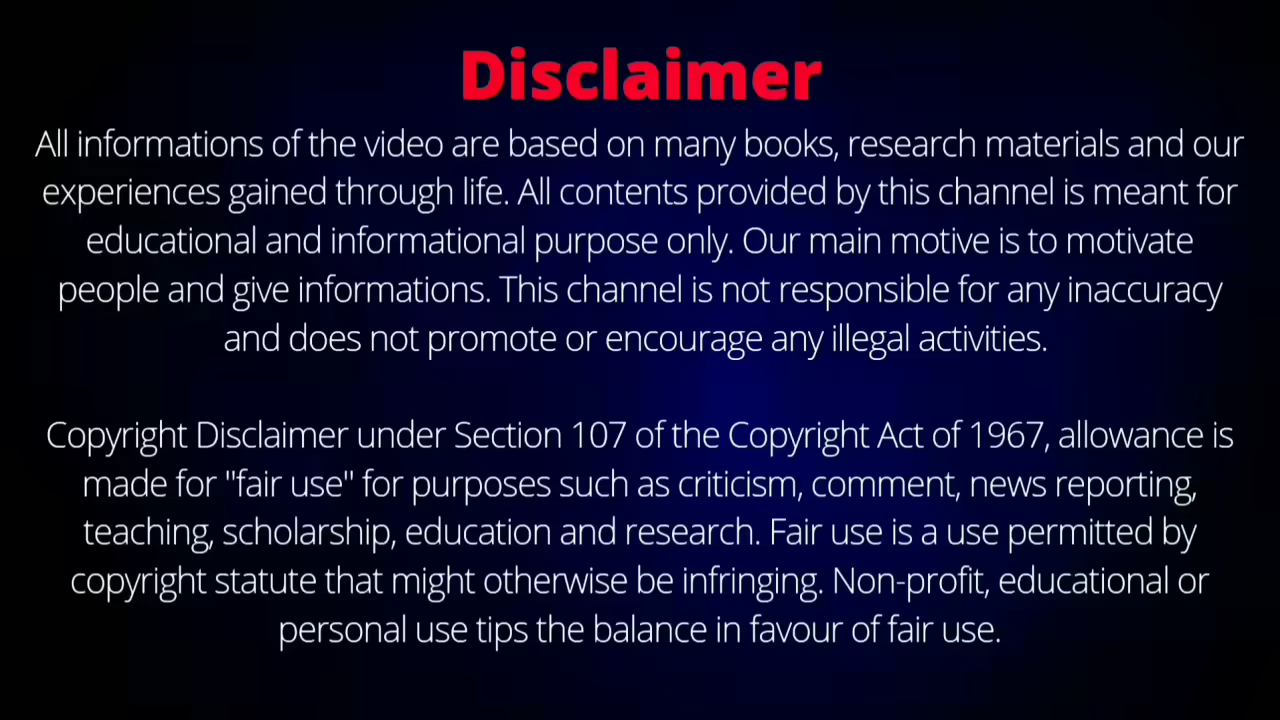 Disclaimer
All informations of the video are based on many books, research materials and our
experiences gained through life. All contents provided by this channel is meant for
educational and informational purpose only. Our main motive is to motivate
people and give informations. This channel is not responsible for any inaccuracy
and does not promote or encourage any illegal activities.
Copyright Disclaimer under Section 107 of the Copyright Act of 1967, allowance is
made for "fair use" for purposes such as criticism, comment, news reporting,
teaching, scholarship, education and research. Fair use is a use permitted by
copyright statute that might otherwise be infringing. Non-profit, educational or
personal use tips the balance in favour of fair use.